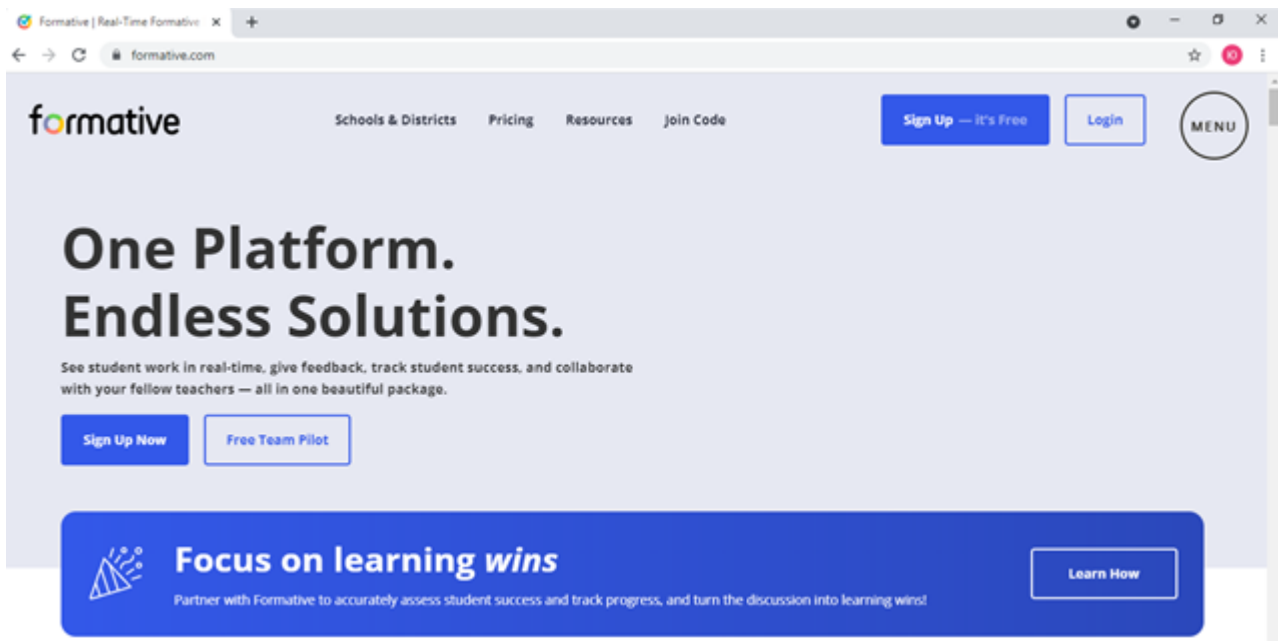 Formative | Real-Time Formative
formative.com
formative
Schools & Districts
Pricing
Resources
Join Code
Sign Up — it's Free
Login
MENU
One Platform.
Endless Solutions.
See student work in real-time, give feedback, track student success, and collaborate
with your fellow teachers — all in one beautiful package.
Sign Up Now
Free Team Pilot
Focus on learning wins
Partner with Formative to accurately assess student success and track progress, and turn the discussion into learning wins!
Learn How